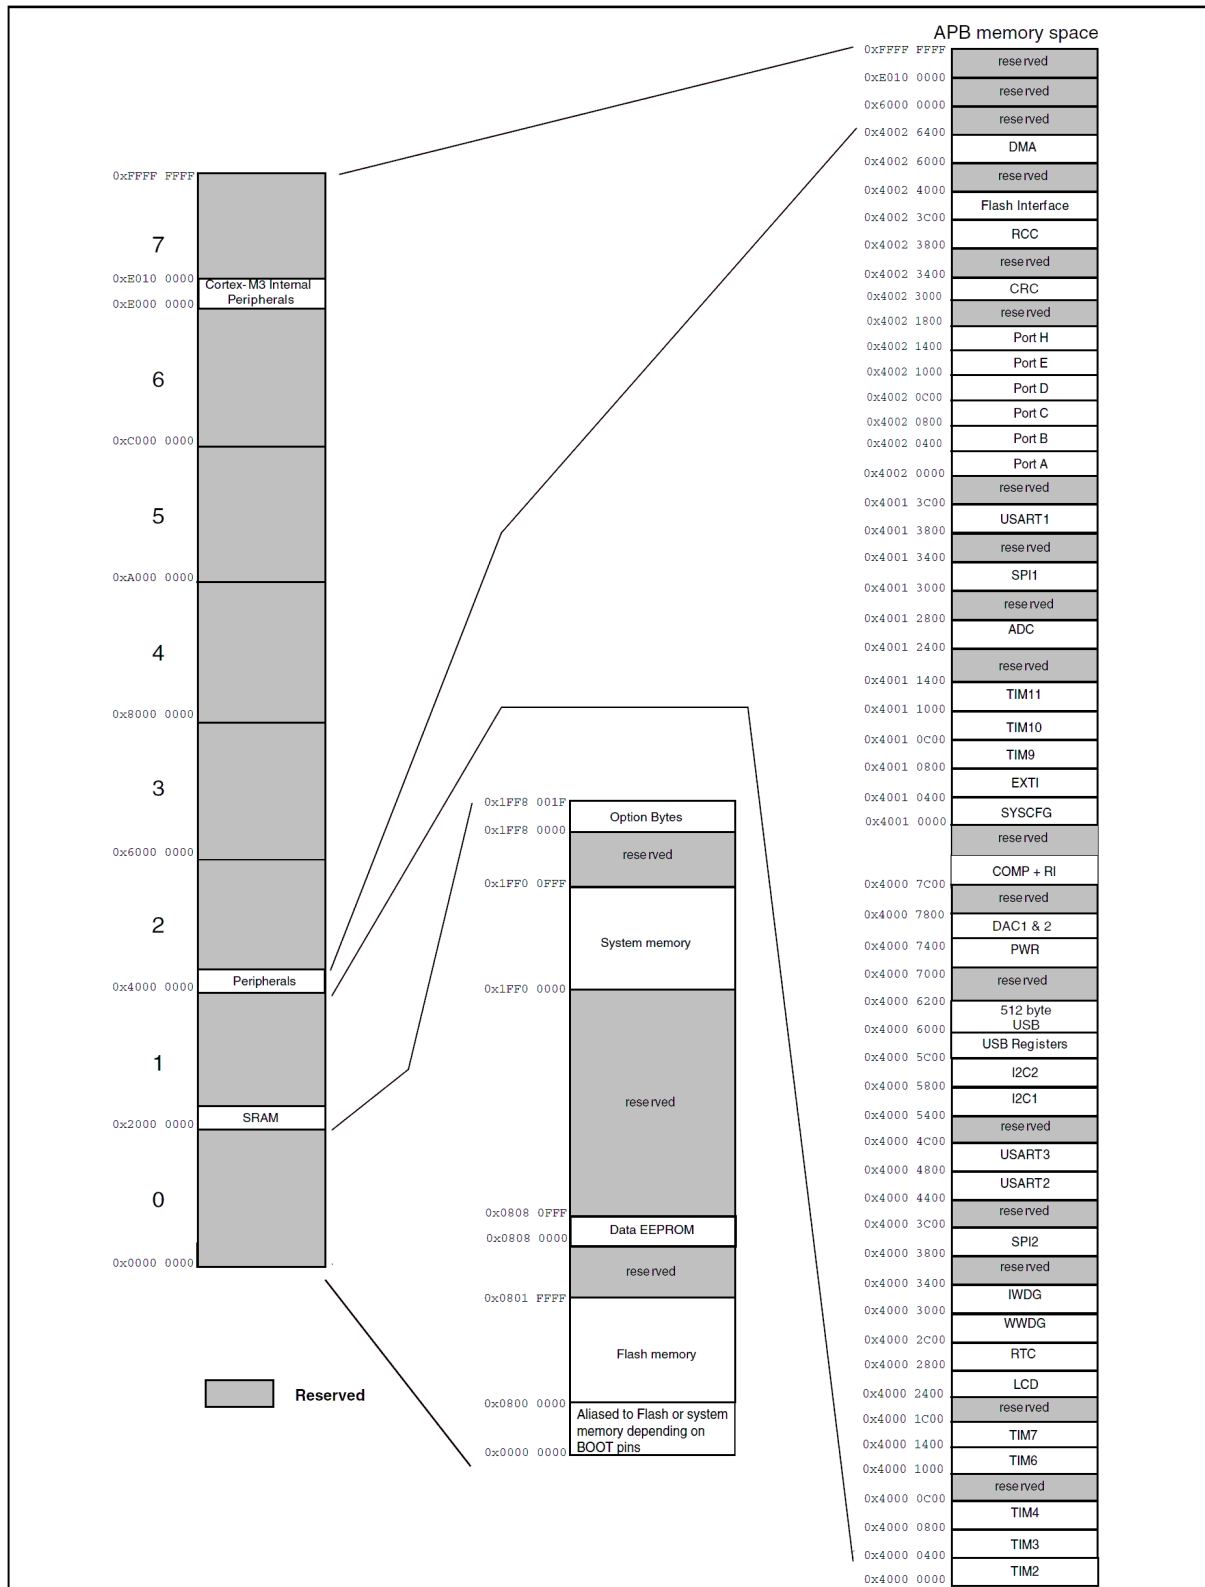 0xFFFF FFFF
7
0xE010 0000
Cortex-M3 Internal
Peripherals
0xE000 0000
6
0xC000 0000
5
0xA000 0000
4
0x8000 0000
3
0x6000 0000
2
Peripherals
0x4000 0000
1
SRAM
0x2000 0000
0
0x0000 0000
Reserved
0x1FF8 001F
Option Bytes
0x1FF8 0000
reserved
0x1FF0 0FFF
System memory
0x1FF0 0000
reserved
0x0808 0FFF
Data EEPROM
0x0808 0000
reserved
0x0801 FFFF
Flash memory
0x0800 0000
Aliased to Flash or system
memory depending on
BOOT pins
0x0000 0000
APB memory space
0xFFFF FFFF
reserved
0xE010 0000
reserved
0x6000 0000
reserved
0x4002 6400
DMA
0x4002 6000
reserved
0x4002 4000
Flash Interface
0x4002 3C00
RCC
0x4002 3800
reserved
0x4002 3400
CRC
0x4002 3000
reserved
0x4002 1800
Port H
0x4002 1400
Port E
0x4002 1000
Port D
0x4002 0C00
Port C
0x4002 0800
Port B
0x4002 0400
Port A
0x4002 0000
reserved
0x4001 3C00
USART1
0x4001 3800
reserved
0x4001 3400
SPI1
0x4001 3000
reserved
0x4001 2800
ADC
0x4001 2400
reserved
0x4001 1400
TIM11
0x4001 1000
TIM10
0x4001 0C00
TIM9
0x4001 0800
EXTI
0x4001 0400
SYSCFG
0x4001 0000
reserved
COMP + RI
0x4000 7C00
reserved
0x4000 7800
DAC1 & 2
0x4000 7400
PWR
0x4000 7000
reserved
0x4000 6200
512 byte
USB
0x4000 6000
USB Registers
0x4000 5C00
I2C2
0x4000 5800
I2C1
0x4000 5400
reserved
0x4000 4C00
USART3
0x4000 4800
USART2
0x4000 4400
reserved
0x4000 3C00
SPI2
0x4000 3800
reserved
0x4000 3400
IWDG
0x4000 3000
WWDG
0x4000 2C00
RTC
0x4000 2800
LCD
0x4000 2400
reserved
0x4000 1C00
TIM7
0x4000 1400
TIM6
0x4000 1000
reserved
0x4000 0C00
TIM4
0x4000 0800
TIM3
0x4000 0400
TIM2
0x4000 0000